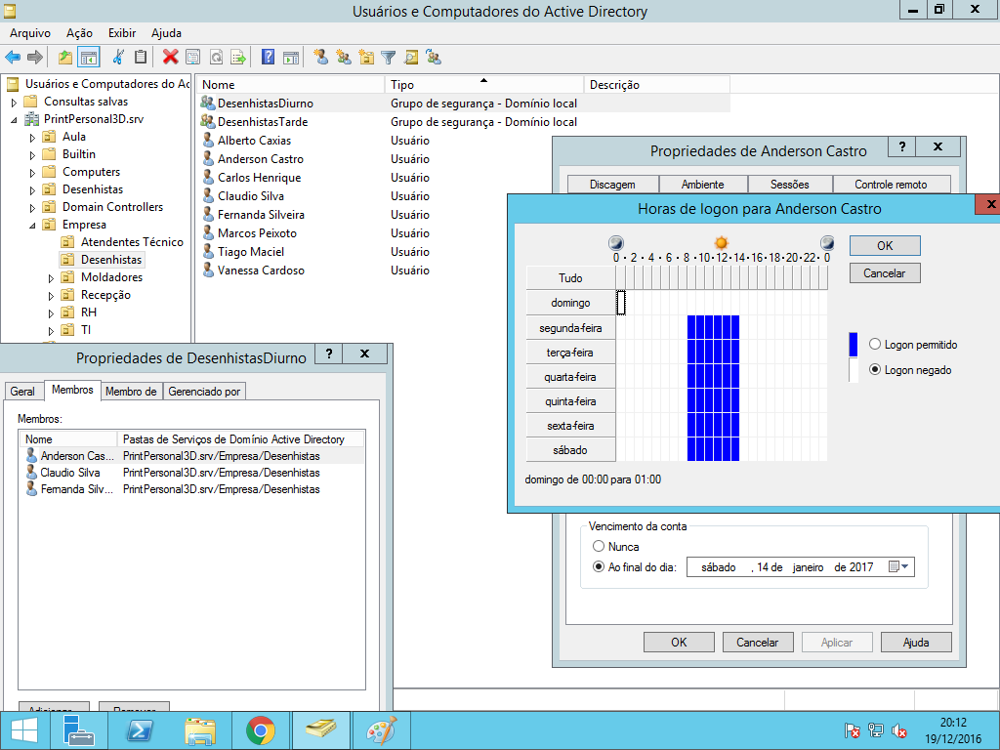 Usuários e Computadores do Active Directory
Arquivo Ação Exibir Ajuda
Usuários e Computadores do Ac
Consultas salvas
PrintPersonal3D.srv
Aula
Builtin
Computers
Desenhistas
Domain Controllers
Empresa
Atendentes Técnico
Desenhistas
Moldadores
Recepção
RH
TI
Nome Tipo Descrição
DesenhistasDiurno Grupo de segurança - Domínio local
DesenhistasTarde Grupo de segurança - Domínio local
Alberto Caxias Usuário
Anderson Castro Usuário
Carlos Henrique Usuário
Claudio Silva Usuário
Fernanda Silveira Usuário
Marcos Peixoto Usuário
Tiago Maciel Usuário
Vanessa Cardoso Usuário
Propriedades de Anderson Castro ? x
Discagem Ambiente Sessões Controle remoto
Horas de logon para Anderson Castro x
0 · 2 · 4 · 6 · 8 · 10 · 12 · 14 · 16 · 18 · 20 · 22 · 0
Tudo
domingo
segunda-feira
terça-feira
quarta-feira
quinta-feira
sexta-feira
sábado
domingo de 00:00 para 01:00
OK
Cancelar
Logon permitido
Logon negado
Vencimento da conta
Nunca
Ao final do dia: sábado , 14 de janeiro de 2017
OK Cancelar Aplicar Ajuda
Propriedades de DesenhistasDiurno ? x
Geral Membros Membro de Gerenciado por
Membros:
Nome Pastas de Serviços de Domínio Active Directory
Anderson Cas... PrintPersonal3D.srv/Empresa/Desenhistas
Claudio Silva PrintPersonal3D.srv/Empresa/Desenhistas
Fernanda Silv... PrintPersonal3D.srv/Empresa/Desenhistas
Adicionar... Remover
20:12
19/12/2016